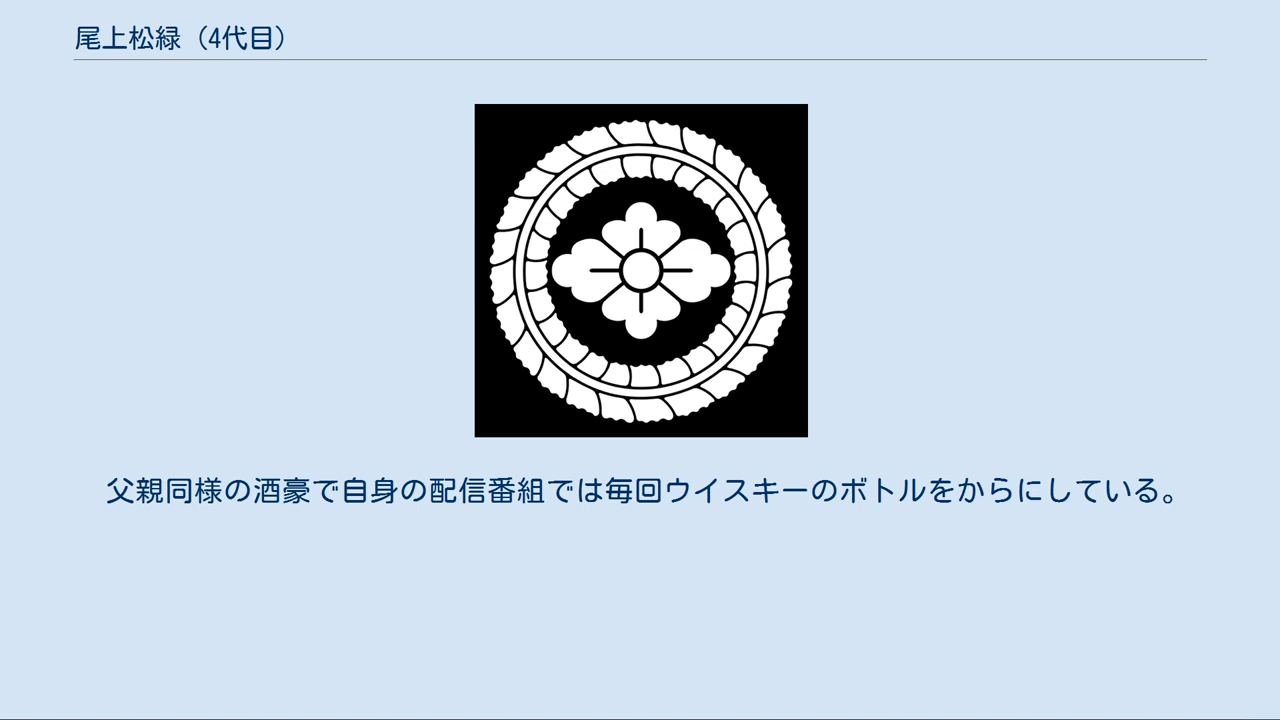 尾上松緑（4代目）
父親同様の酒豪で自身の配信番組では毎回ウイスキーのボトルをからにしている。